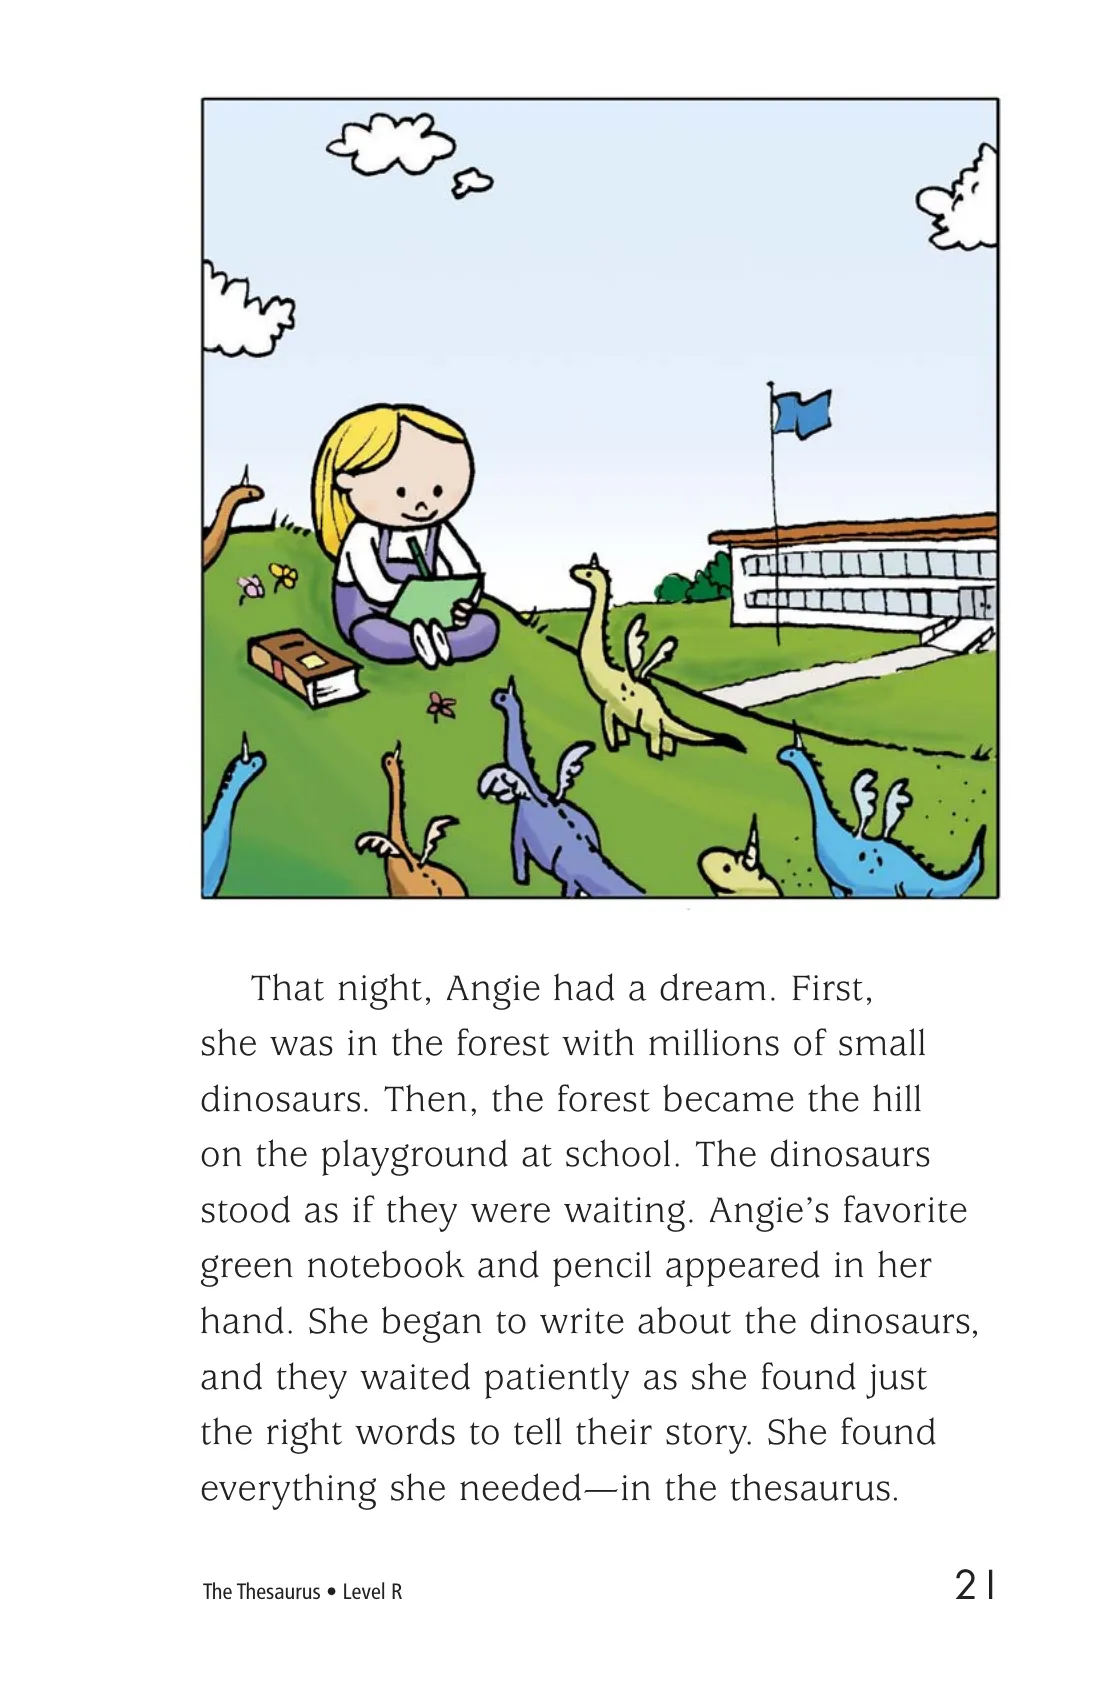 That night, Angie had a dream. First,
she was in the forest with millions of small
dinosaurs. Then, the forest became the hill
on the playground at school. The dinosaurs
stood as if they were waiting. Angie’s favorite
green notebook and pencil appeared in her
hand. She began to write about the dinosaurs,
and they waited patiently as she found just
the right words to tell their story. She found
everything she needed—in the thesaurus.
The Thesaurus • Level R
21